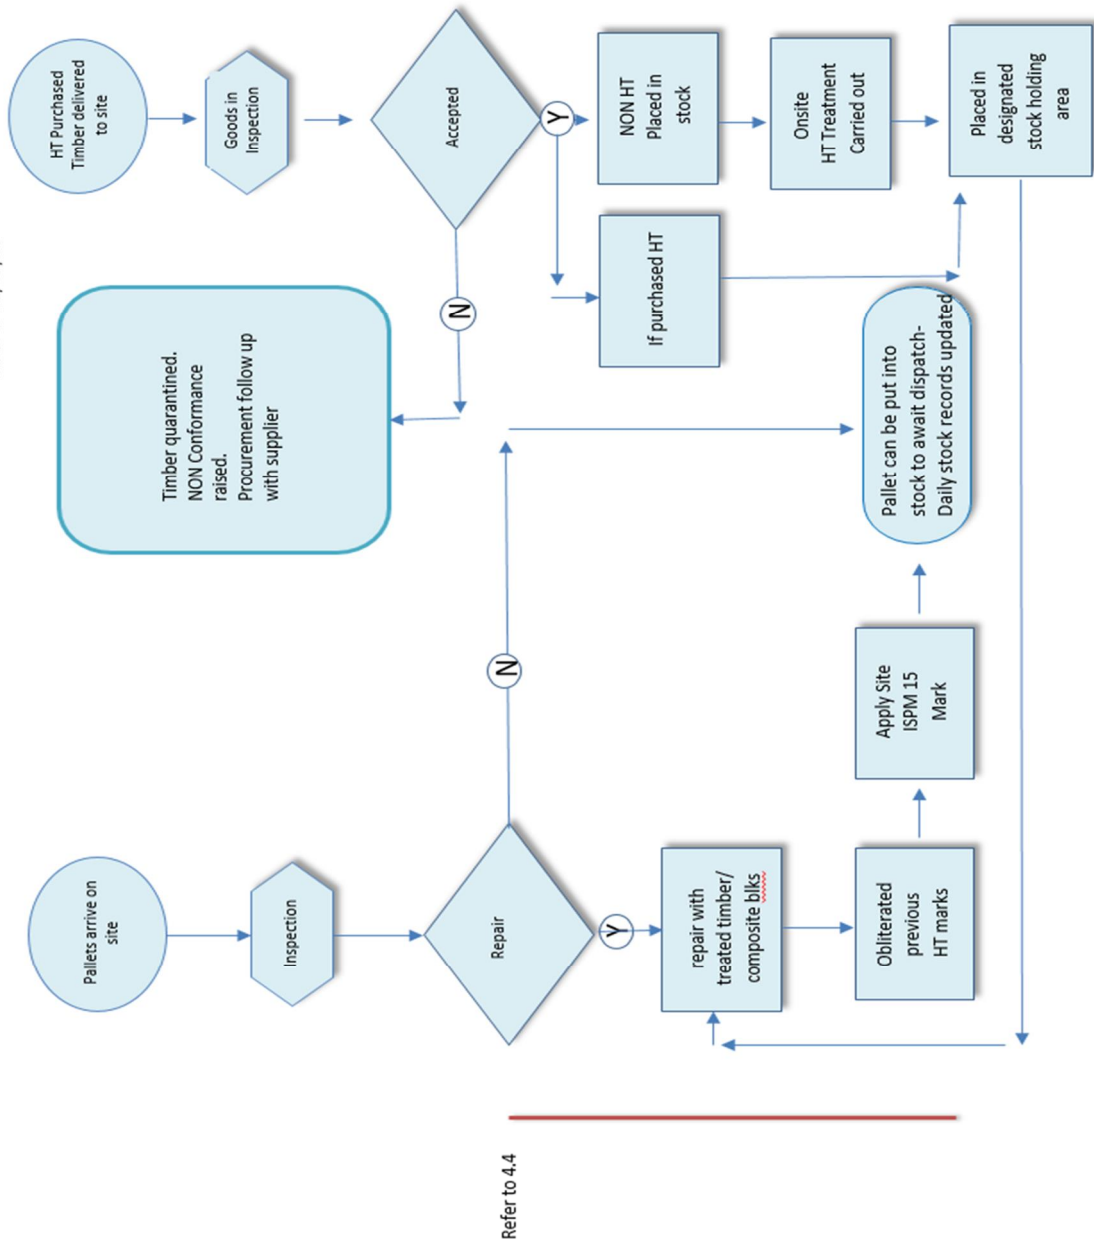 Pallets arrive on
site
Inspection
Repair
N
Y
repair with
treated timber/
composite blks
Obliterated
previous
HT marks
Apply Site
ISPM 15
Mark
Pallet can be put into
stock to await dispatch-
Daily stock records updated
Refer to 4.4
HT Purchased
Timber delivered
to site
Goods in
Inspection
Accepted
N
Y
Timber quarantined.
NON Conformance
raised.
Procurement follow up
with supplier
If purchased HT
NON HT
Placed in
stock
Onsite
HT Treatment
Carried out
Placed in
designated
stock holding
area